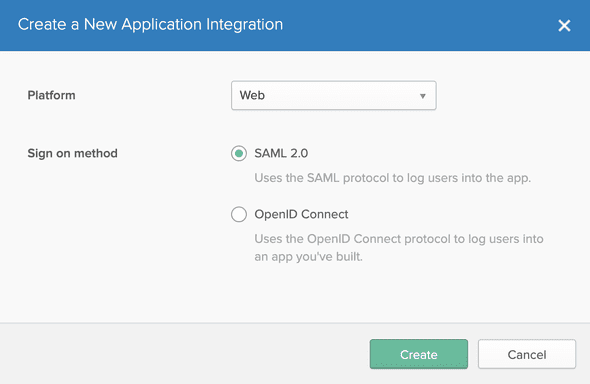 Create a New Application Integration
Platform
Web
Sign on method
SAML 2.0
Uses the SAML protocol to log users into the app.
OpenID Connect
Uses the OpenID Connect protocol to log users into
an app you've built.
Create
Cancel